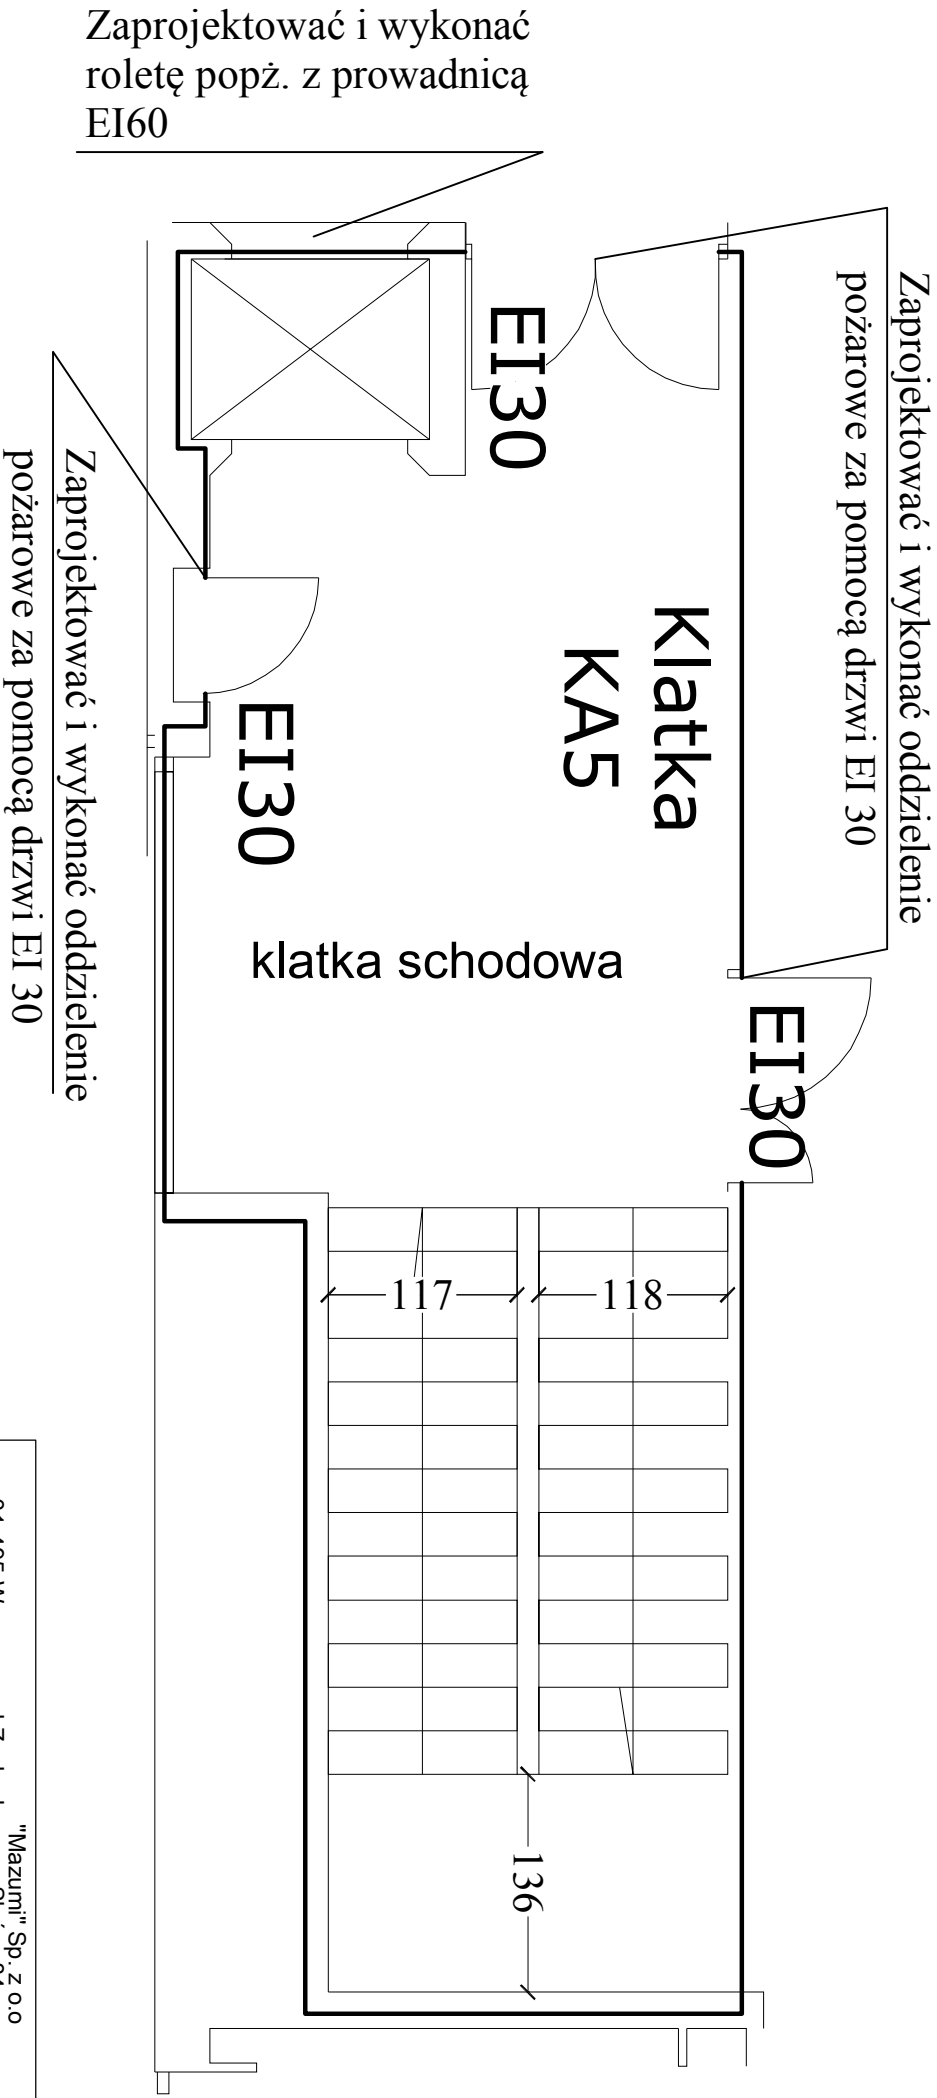 Zaprojektować i wykonać
roletę popż. z prowadnicą
EI60
Zaprojektować i wykonać oddzielenie
pożarowe za pomocą drzwi EI 30
EI30
Klatka
KA5
Zaprojektować i wykonać oddzielenie
pożarowe za pomocą drzwi EI 30
EI30
klatka schodowa
EI30
117
118
136
"Mazumi" Sp. z o.o